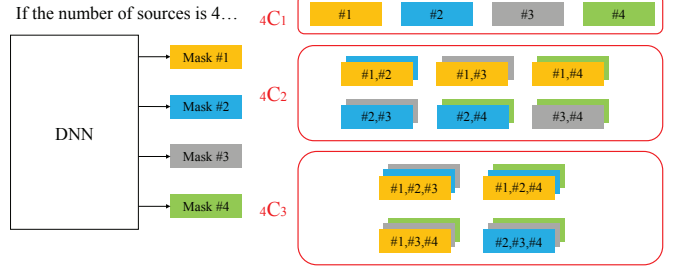 If the number of sources is 4…
DNN
Mask #1
Mask #2
Mask #3
Mask #4
₄C₁
#1 #2 #3 #4
₄C₂
#1,#2 #1,#3 #1,#4
#2,#3 #2,#4 #3,#4
₄C₃
#1,#2,#3 #1,#2,#4
#1,#3,#4 #2,#3,#4